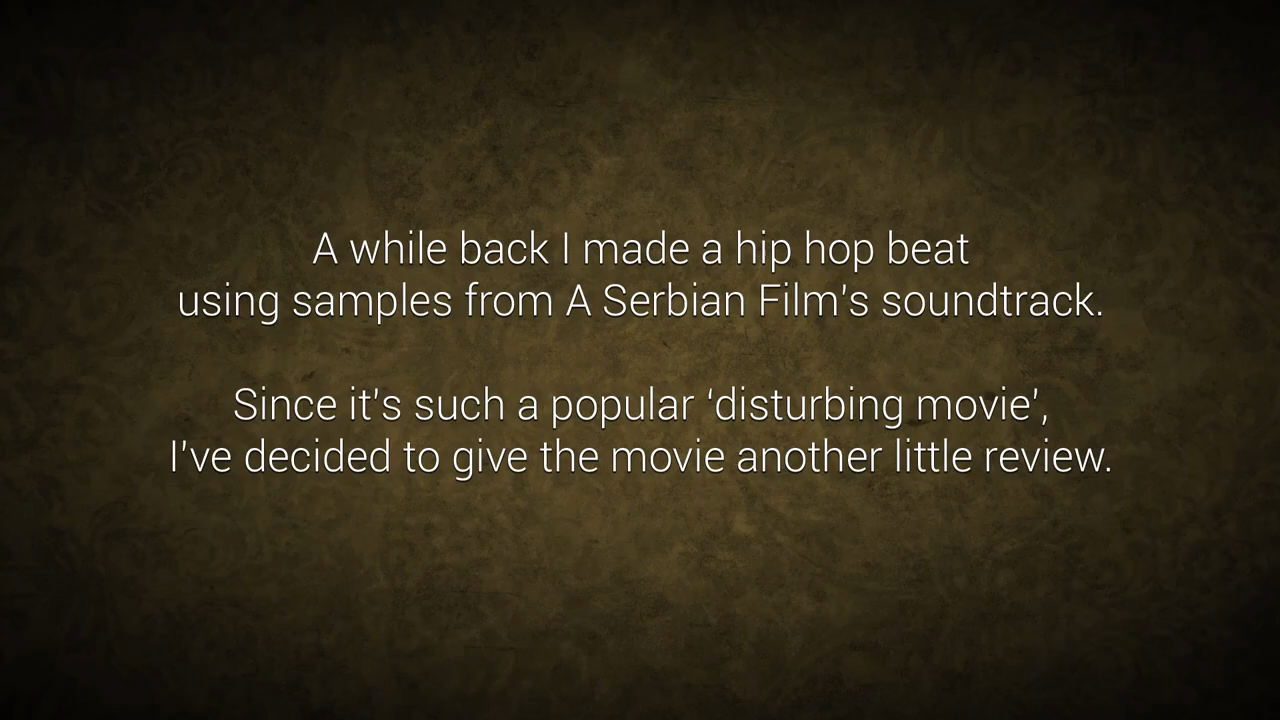 A while back I made a hip hop beat
using samples from A Serbian Film's soundtrack.
Since it's such a popular ‘disturbing movie’,
I've decided to give the movie another little review.